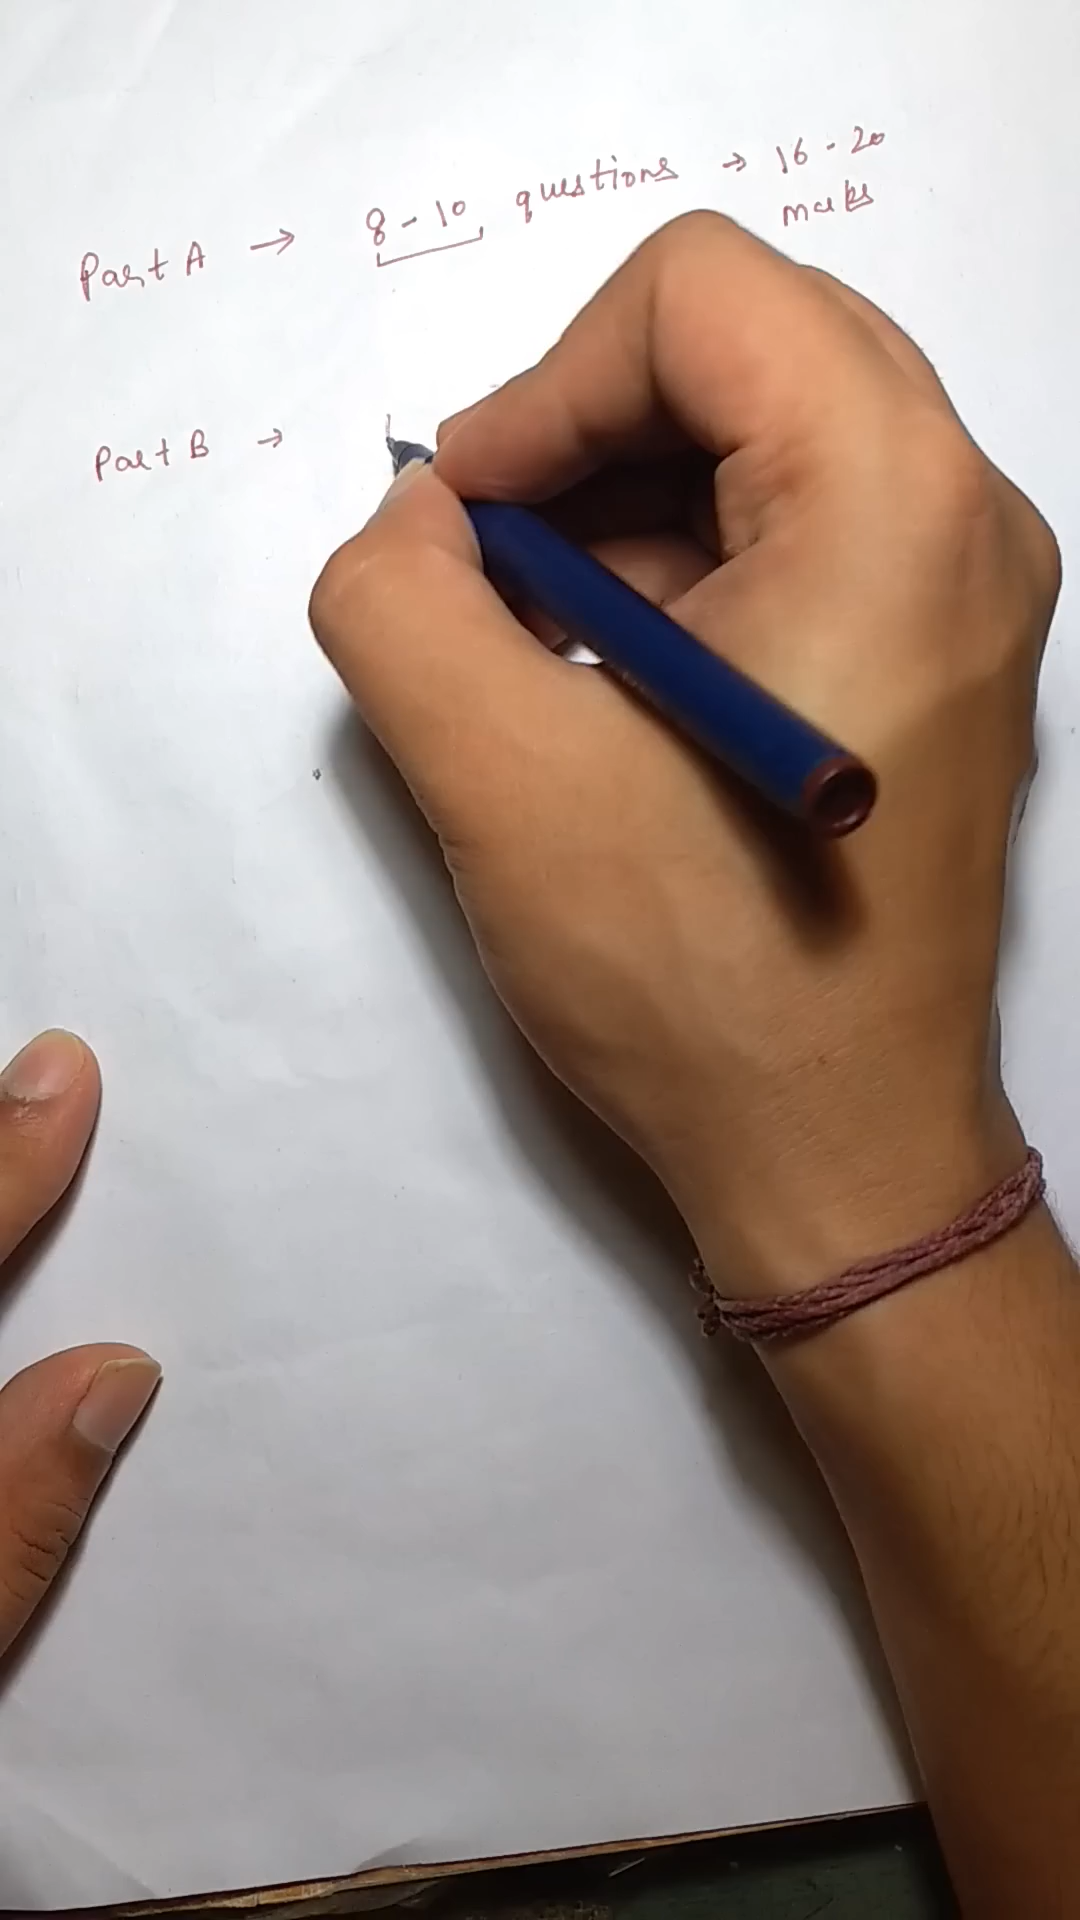 Part A → 8-10 questions → 16-20
marks
Part B →